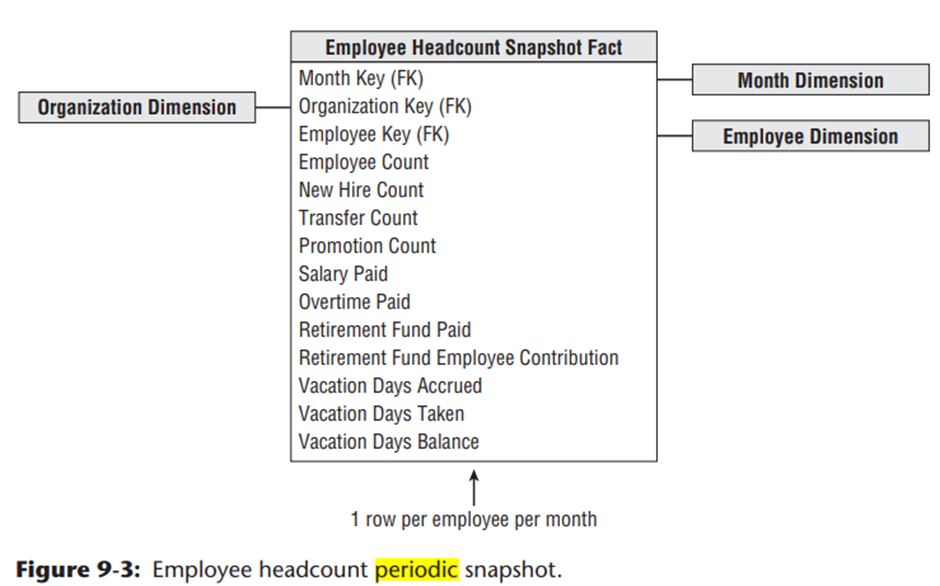 Employee Headcount Snapshot Fact
Month Key (FK)
Month Dimension
Organization Dimension
Organization Key (FK)
Employee Key (FK)
Employee Dimension
Employee Count
New Hire Count
Transfer Count
Promotion Count
Salary Paid
Overtime Paid
Retirement Fund Paid
Retirement Fund Employee Contribution
Vacation Days Accrued
Vacation Days Taken
Vacation Days Balance
1 row per employee per month
Figure 9-3: Employee headcount periodic snapshot.